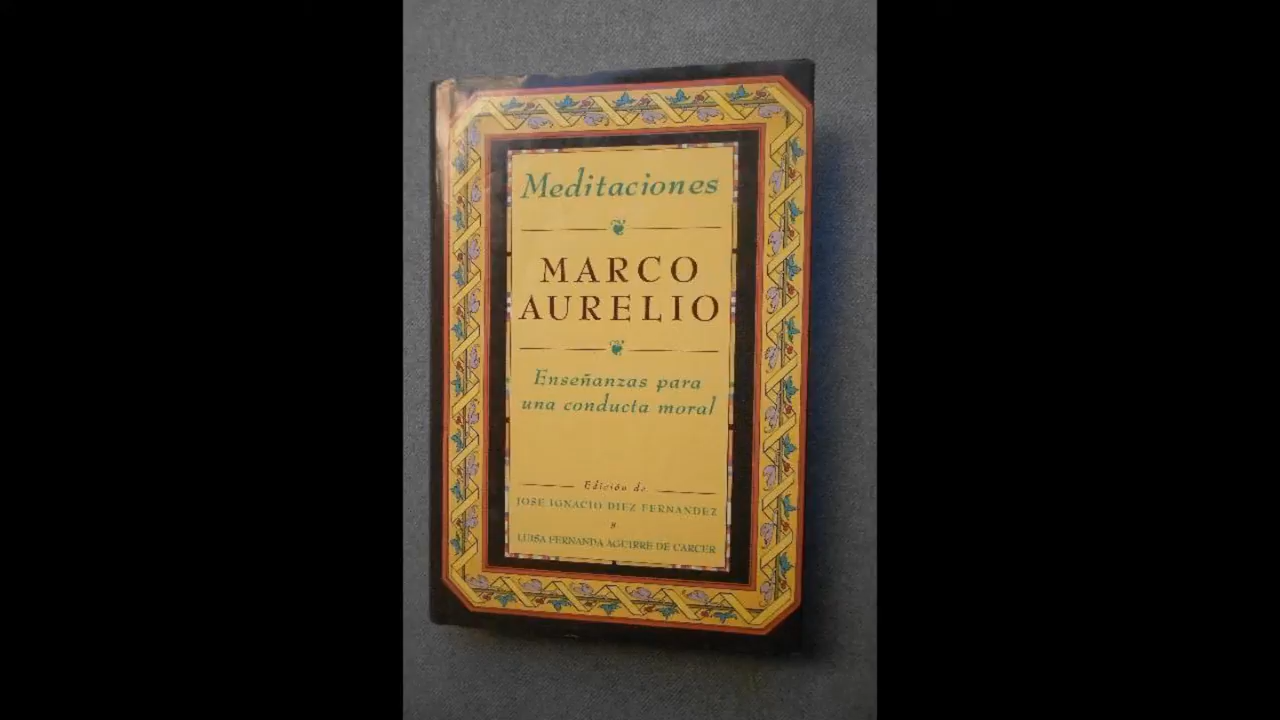 Meditaciones
MARCO
AURELIO
Enseñanzas para
una conducta moral
Edición de
JOSE IGNACIO DIEZ FERNANDEZ
y
LUISA FERNANDA AGUIRRE DE CARCER